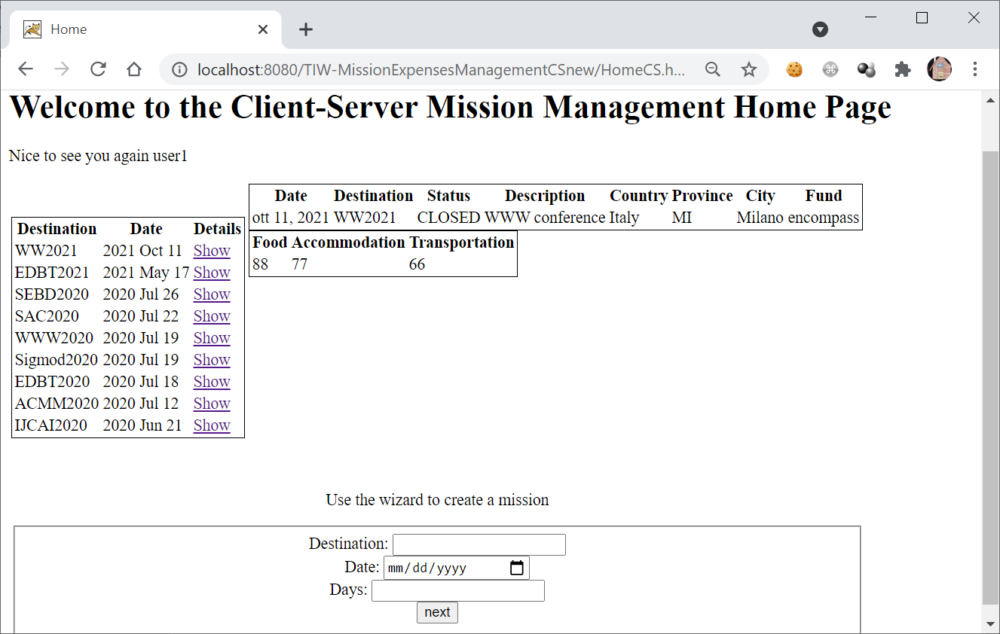 Home
localhost:8080/TIW-MissionExpensesManagementCSnew/HomeCS.h...
Welcome to the Client-Server Mission Management Home Page
Nice to see you again user1
Destination Date Details
WW2021 2021 Oct 11 Show
EDBT2021 2021 May 17 Show
SEBD2020 2020 Jul 26 Show
SAC2020 2020 Jul 22 Show
WWW2020 2020 Jul 19 Show
Sigmod2020 2020 Jul 19 Show
EDBT2020 2020 Jul 18 Show
ACMM2020 2020 Jul 12 Show
IJCAI2020 2020 Jun 21 Show
Date Destination Status Description Country Province City Fund
ott 11, 2021 WW2021 CLOSED WWW conference Italy MI Milano encompass
Food Accommodation Transportation
88 77 66
Use the wizard to create a mission
Destination:
Date: mm/dd/yyyy
Days:
next